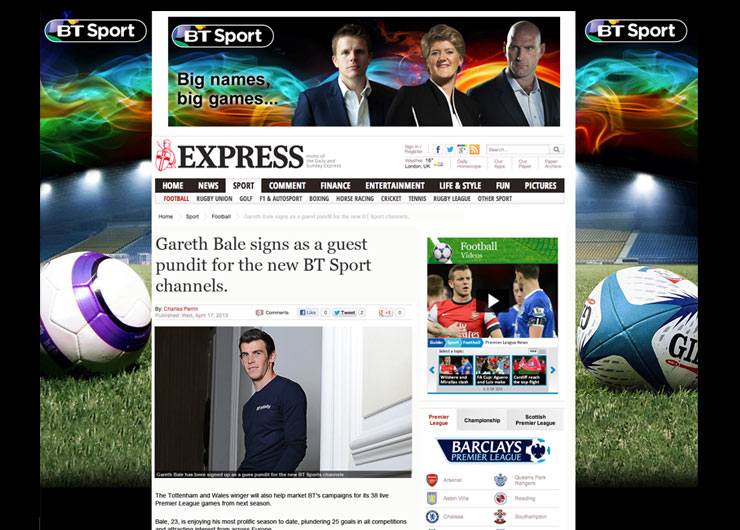 BT Sport
BT Sport
BT Sport
Big names,
big games...
EXPRESS
Home of
the Daily and
Sunday Express
Sign in /
Register
Search...
Weather 16°
London, UK
Daily
Horoscope
Our
Apps
Our
Paper
Paper
Archive
HOME NEWS SPORT COMMENT FINANCE ENTERTAINMENT LIFE & STYLE FUN PICTURES
FOOTBALL RUGBY UNION GOLF F1 & AUTOSPORT BOXING HORSE RACING CRICKET TENNIS RUGBY LEAGUE OTHER SPORT
Home Sport Football Gareth Bale signs as a guest pundit for the new BT Sport channels.
Gareth Bale signs as a guest
pundit for the new BT Sport
channels.
By: Charles Perrin
Published: Wed, April 17, 2013
Comments Like 0 Tweet 2 +1 0
Gareth Bale has been signed up as a gues pundit for the new BT Sports channels
The Tottenham and Wales winger will also help market BT's campaigns for its 38 live
Premier League games from next season.
Bale, 23, is enjoying his most prolific season to date, plundering 25 goals in all competitions
and attracting interest from across Europe.
Football
Videos
Guide: Sport Football Premier League News
Select a topic:
Wilshere and
Mirallas clash
FA Cup: Aguero
and Luis make
Cardiff reach
the top flight
Premier
League
Championship
Scottish
Premier League
BARCLAYS
PREMIER LEAGUE
Arsenal
Queens Park
Rangers
Aston Villa
Reading
Chelsea
Southampton
GIL